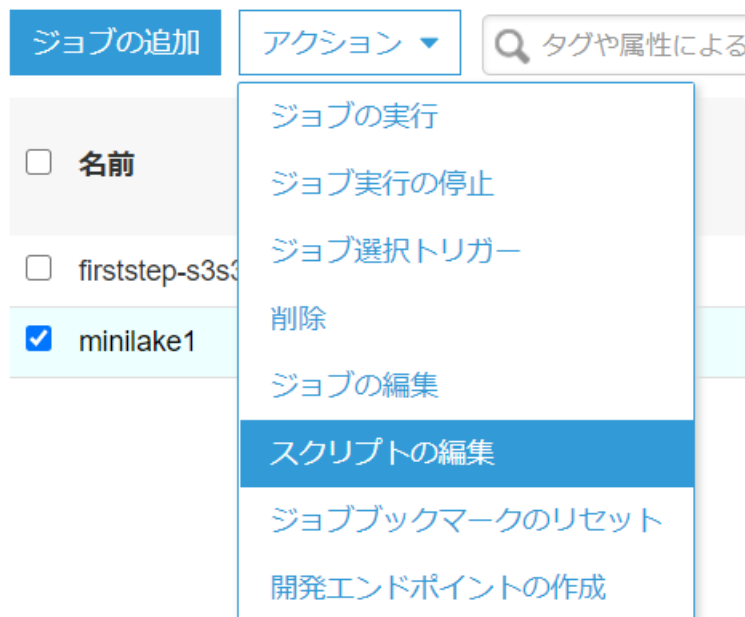 ジョブの追加
アクション
タグや属性による
ジョブの実行
名前
ジョブ実行の停止
ジョブ選択トリガー
firststep-s3s3
削除
minilake1
ジョブの編集
スクリプトの編集
ジョブブックマークのリセット
開発エンドポイントの作成